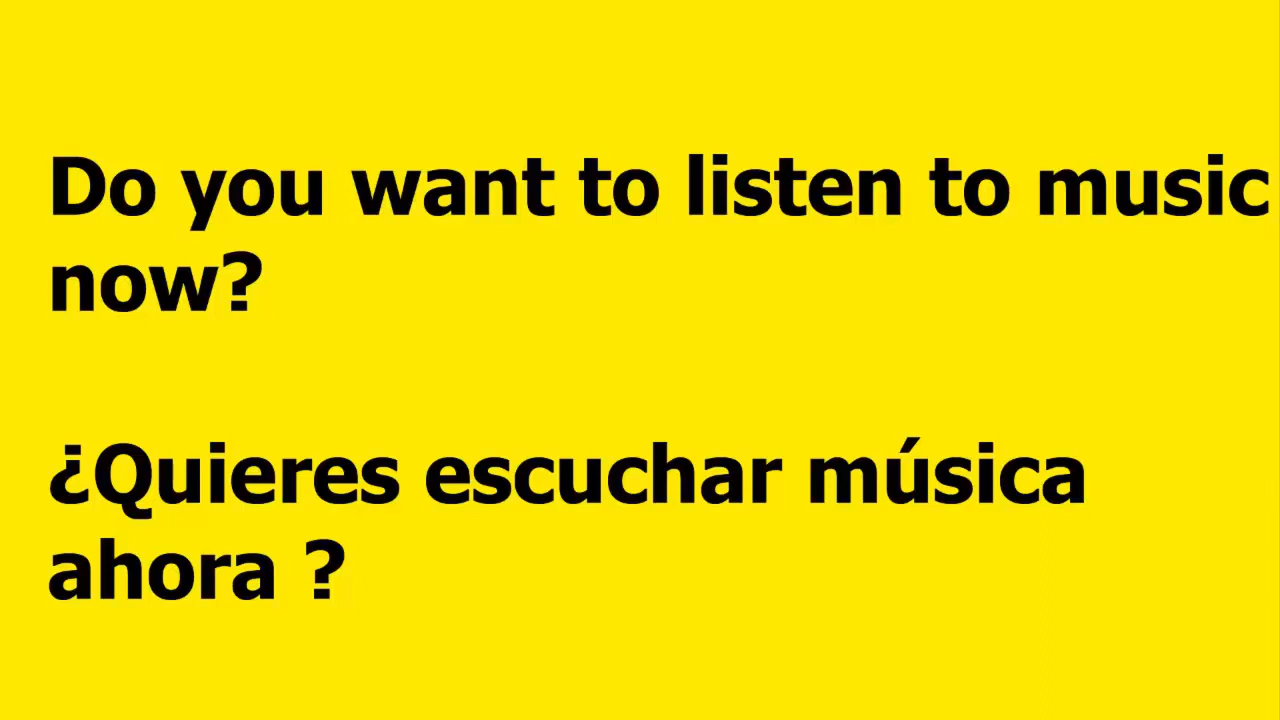 Do you want to listen to music
now?
¿Quieres escuchar música
ahora ?